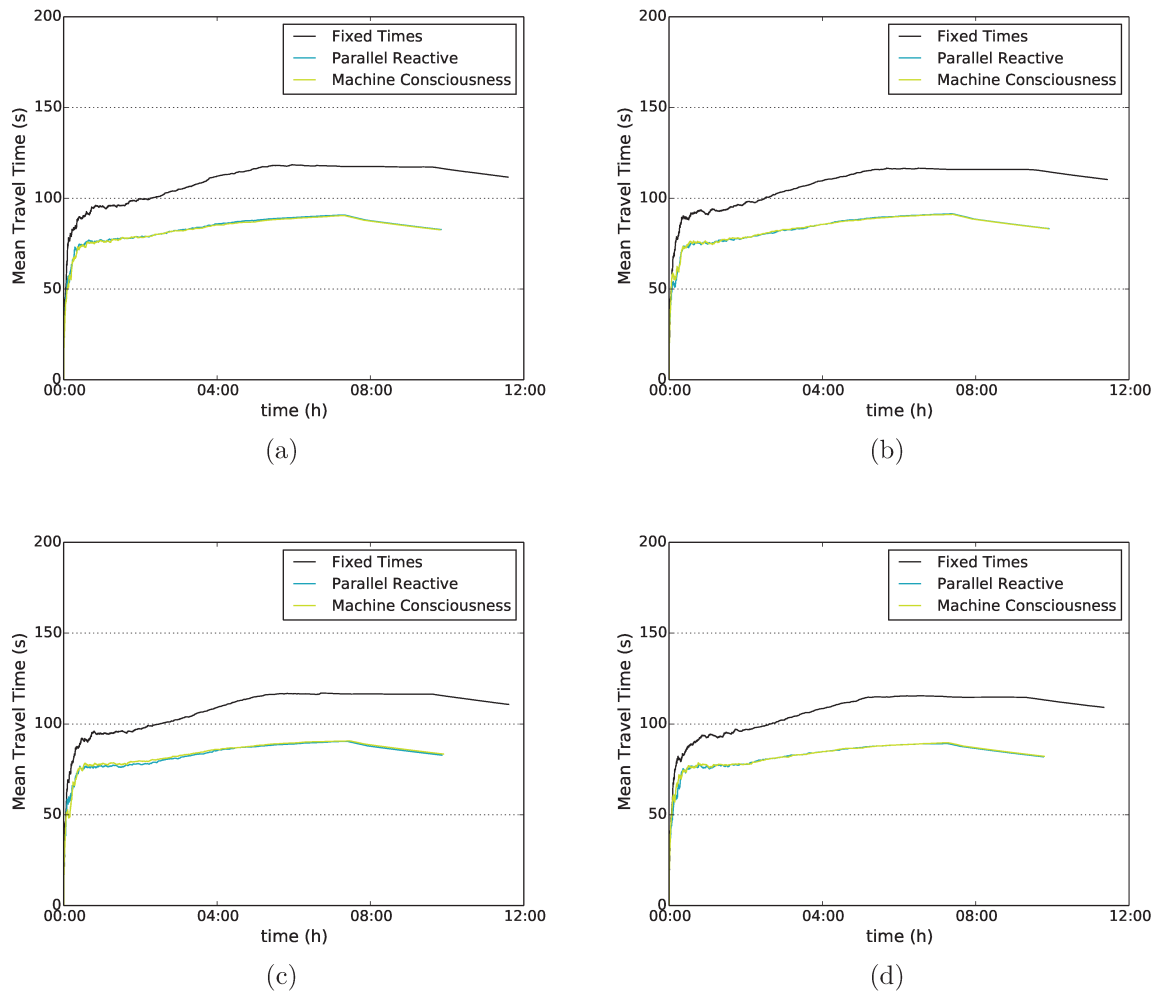 200
150
100
50
0
Mean Travel Time (s)
Fixed Times
Parallel Reactive
Machine Consciousness
00:00 04:00 08:00 12:00
time (h)
(a)
200
150
100
50
0
Mean Travel Time (s)
Fixed Times
Parallel Reactive
Machine Consciousness
00:00 04:00 08:00 12:00
time (h)
(b)
200
150
100
50
0
Mean Travel Time (s)
Fixed Times
Parallel Reactive
Machine Consciousness
00:00 04:00 08:00 12:00
time (h)
(c)
200
150
100
50
0
Mean Travel Time (s)
Fixed Times
Parallel Reactive
Machine Consciousness
00:00 04:00 08:00 12:00
time (h)
(d)